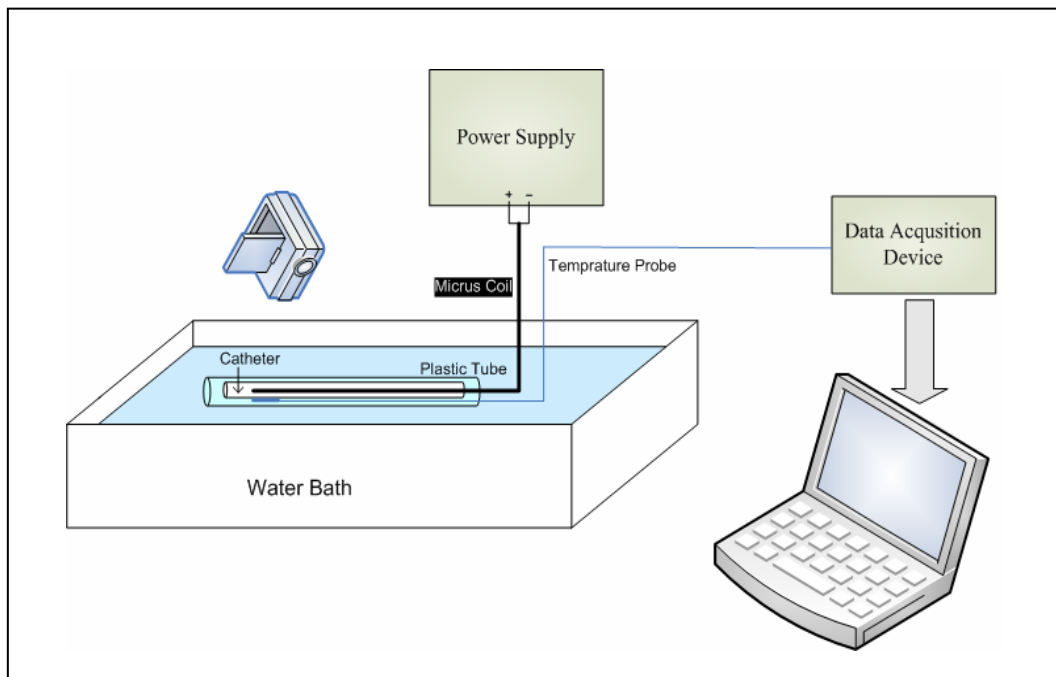 Power Supply
+ −
Data Acqusition
Device
Temprature Probe
Micrus Coil
Catheter
Plastic Tube
Water Bath